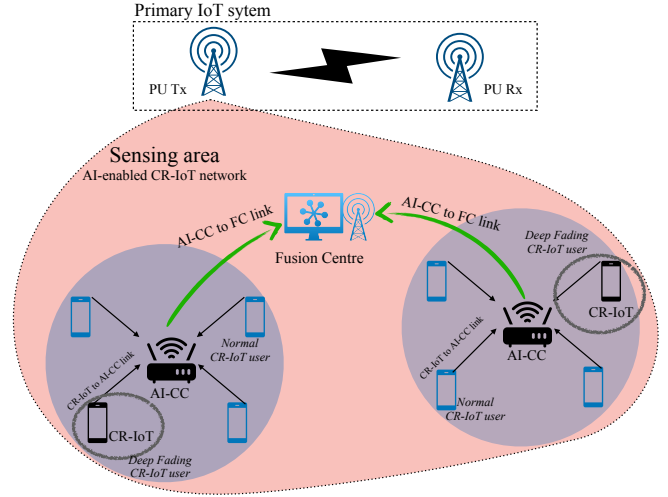 Primary IoT sytem
PU Tx
PU Rx
Sensing area
AI-enabled CR-IoT network
AI-CC to FC link
AI-CC to FC link
Fusion Centre
Deep Fading
CR-IoT user
CR-IoT
AI-CC
CR-IoT to AI-CC link
Normal
CR-IoT user
Normal
CR-IoT user
CR-IoT to AI-CC link
AI-CC
CR-IoT
Deep Fading
CR-IoT user